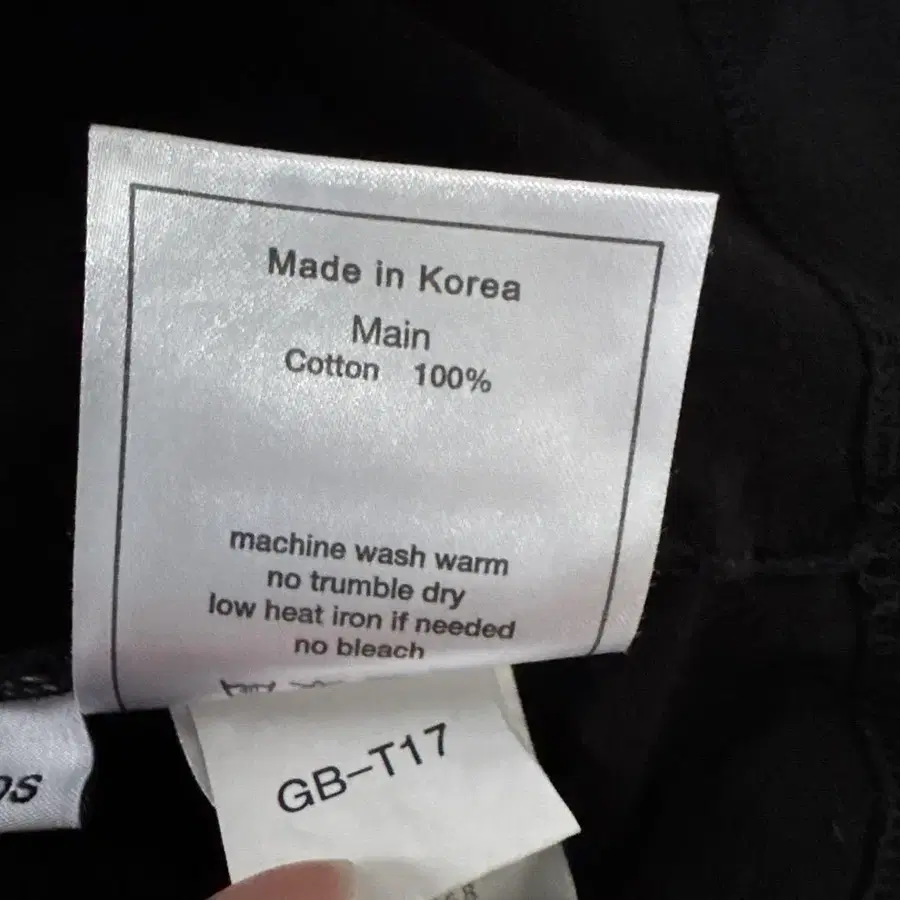 Made in Korea
Main
Cotton 100%
machine wash warm
no trumble dry
low heat iron if needed
no bleach
GB-T17